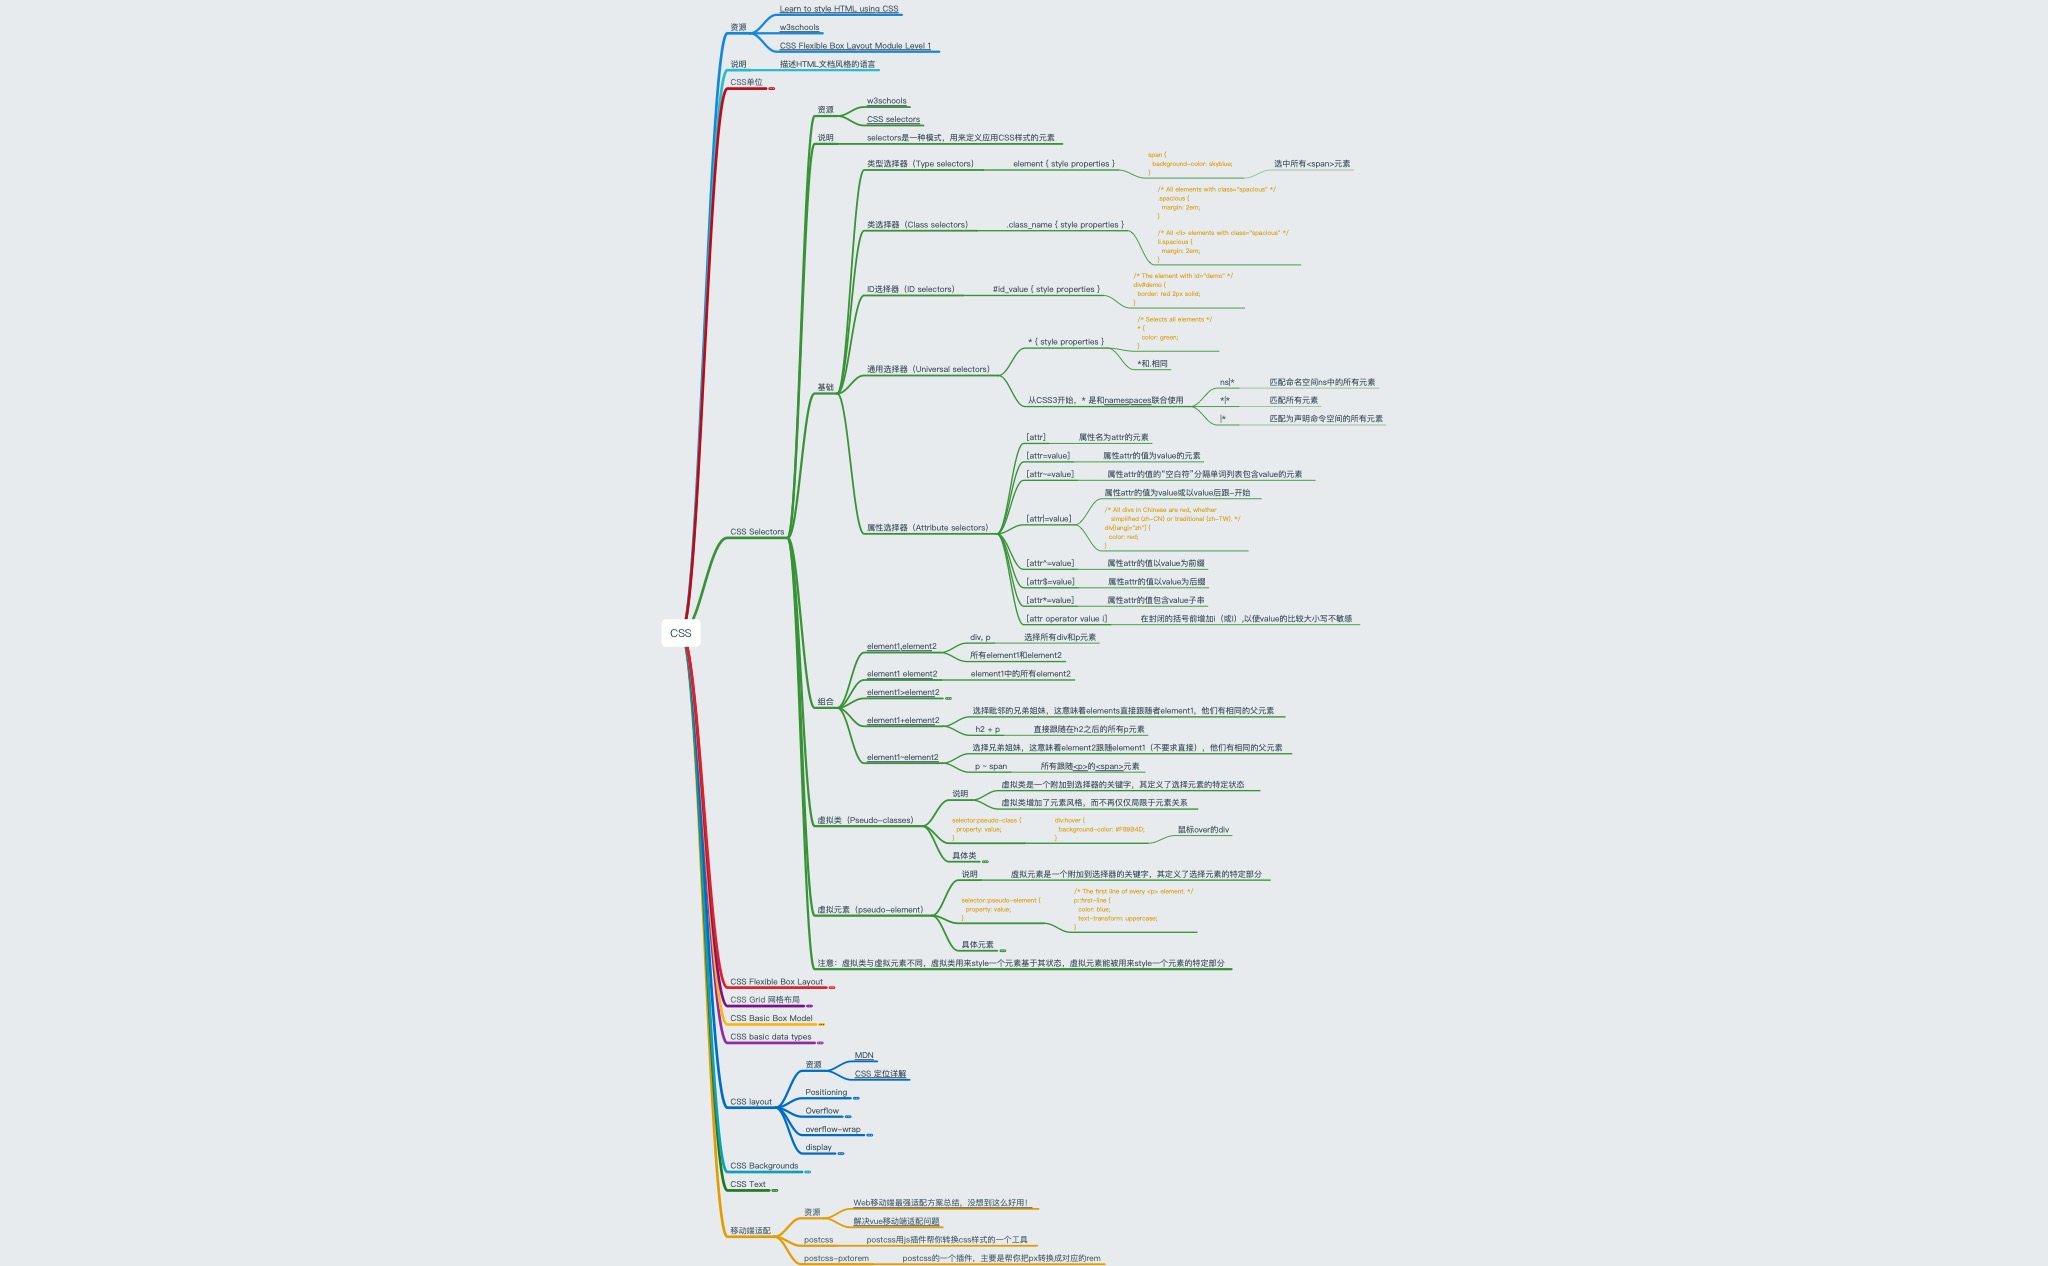 CSS
资源
Learn to style HTML using CSS
w3schools
CSS Flexible Box Layout Module Level 1
说明
描述HTML文档风格的语言
CSS单位
CSS Selectors
资源
w3schools
CSS selectors
说明
selectors是一种模式，用来定义应用CSS样式的元素
基础
类型选择器（Type selectors）
element { style properties }
span {
background-color: skyblue;
}
选中所有<span>元素
类选择器（Class selectors）
.class_name { style properties }
/* All elements with class="spacious" */
.spacious {
margin: 2em;
}
/* All <li> elements with class="spacious" */
li.spacious {
margin: 2em;
}
ID选择器（ID selectors）
#id_value { style properties }
/* The element with id="demo" */
div#demo {
border: red 2px solid;
}
通用选择器（Universal selectors）
* { style properties }
/* Selects all elements */
* {
color: green;
}
*和.相同
从CSS3开始，* 是和namespaces联合使用
ns|*
匹配命名空间ns中的所有元素
*|*
匹配所有元素
|*
匹配为声明命令空间的所有元素
属性选择器（Attribute selectors）
[attr]
属性名为attr的元素
[attr=value]
属性attr的值为value的元素
[attr~=value]
属性attr的值的“空白符”分隔单词列表包含value的元素
[attr|=value]
属性attr的值为value或以value后跟-开始
/* All divs in Chinese are red, whether
simplified (zh-CN) or traditional (zh-TW). */
div[lang|="zh"] {
color: red;
}
[attr^=value]
属性attr的值以value为前缀
[attr$=value]
属性attr的值以value为后缀
[attr*=value]
属性attr的值包含value子串
[attr operator value i]
在封闭的括号前增加i（或I）,以便value的比较大小写不敏感
组合
element1,element2
div, p
选择所有div和p元素
所有element1和element2
element1 element2
element1中的所有element2
element1>element2
element1+element2
选择毗邻的兄弟姐妹，这意味着elements直接跟随者element1，他们有相同的父元素
h2 + p
直接跟随在h2之后的所有p元素
element1~element2
选择兄弟姐妹，这意味着element2跟随element1（不要求直接），他们有相同的父元素
p ~ span
所有跟随<p>的<span>元素
虚拟类（Pseudo-classes）
说明
虚拟类是一个附加到选择器的关键字，其定义了选择元素的特定状态
虚拟类增加了元素风格，而不再仅仅局限于元素关系
selector:pseudo-class {
property: value;
}
div:hover {
background-color: #F89B4D;
}
鼠标over的div
具体类
虚拟元素（pseudo-element）
说明
虚拟元素是一个附加到选择器的关键字，其定义了选择元素的特定部分
selector::pseudo-element {
property: value;
}
/* The first line of every <p> element. */
p::first-line {
color: blue;
text-transform: uppercase;
}
具体元素
注意：虚拟类与虚拟元素不同，虚拟类用来style一个元素基于其状态，虚拟元素能被用来style一个元素的特定部分
CSS Flexible Box Layout
CSS Grid 网格布局
CSS Basic Box Model
CSS basic data types
CSS layout
资源
MDN
CSS 定位详解
Positioning
Overflow
overflow-wrap
display
CSS Backgrounds
CSS Text
移动端适配
资源
Web移动端最强适配方案总结，没想到这么好用！
解决vue移动端适配问题
postcss
postcss用js插件帮你转换css样式的一个工具
postcss-pxtorem
postcss的一个插件，主要是帮你把px转换成对应的rem